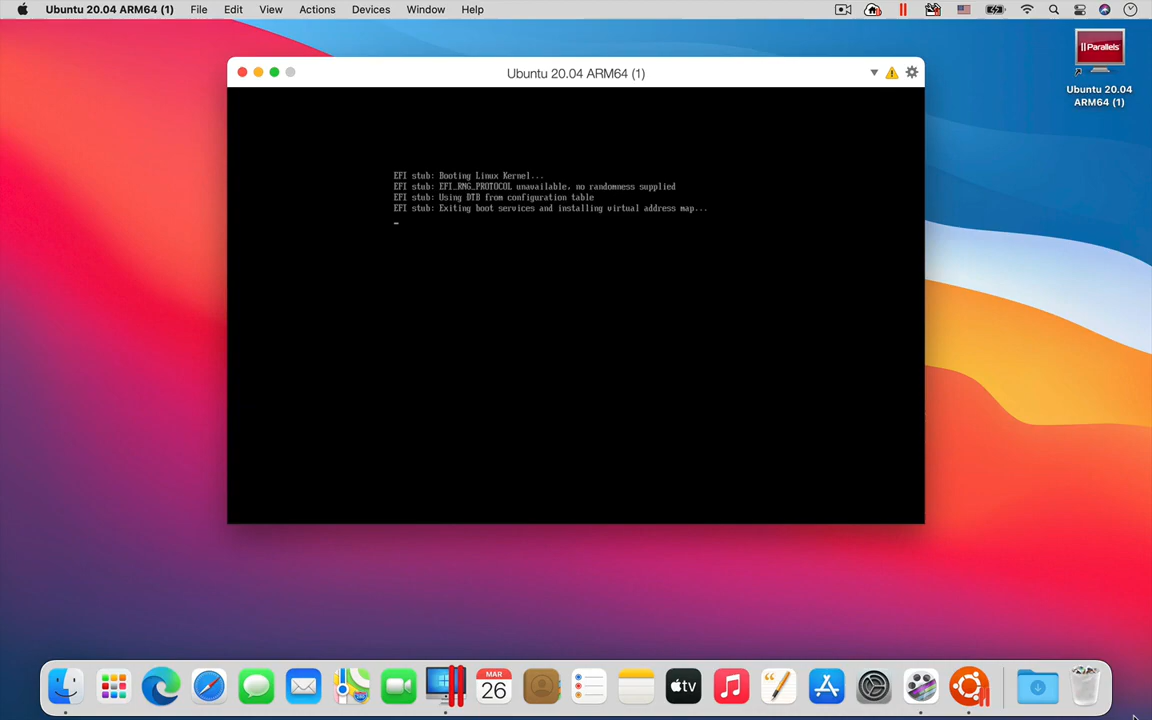 Ubuntu 20.04 ARM64 (1) File Edit View Actions Devices Window Help
Ubuntu 20.04 ARM64 (1)
|| Parallels
Ubuntu 20.04
ARM64 (1)
EFI stub: Booting Linux Kernel...
EFI stub: EFI_RNG_PROTOCOL unavailable, no randomness supplied
EFI stub: Using DTB from configuration table
EFI stub: Exiting boot services and installing virtual address map...
MAR
26
tv